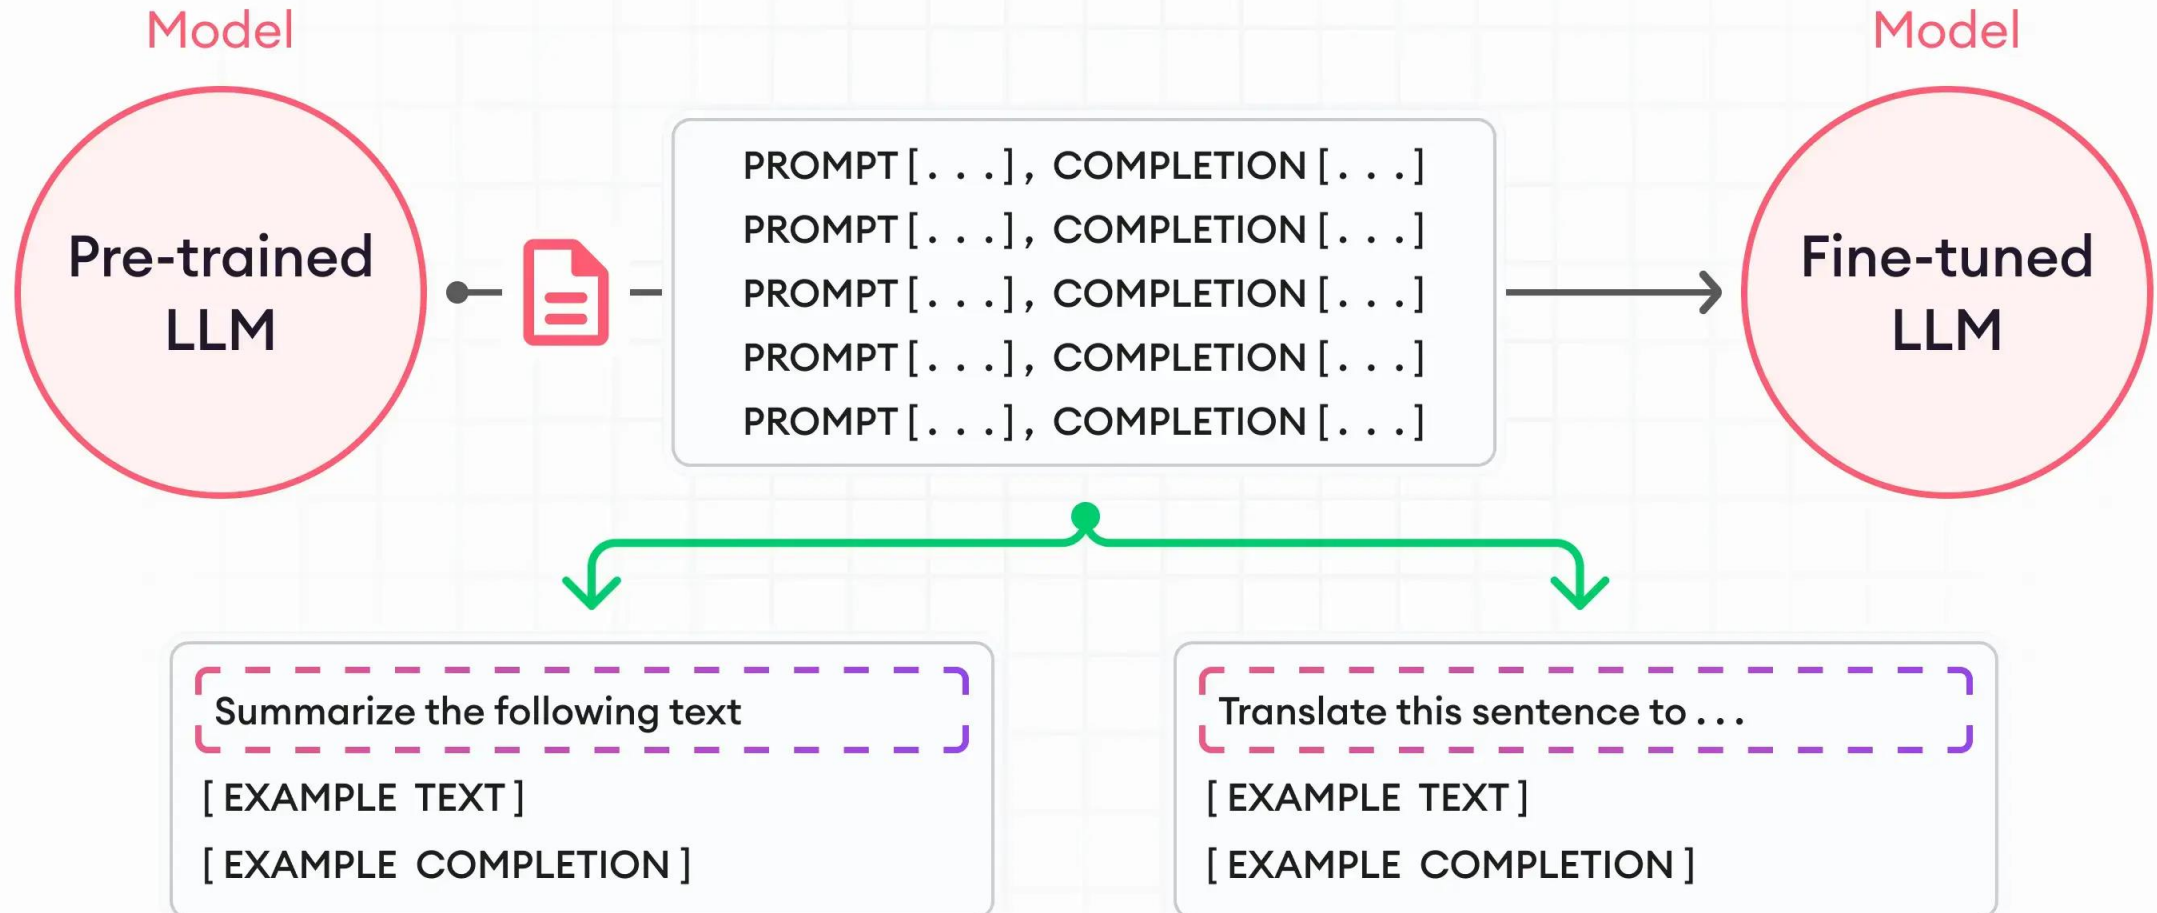 Model
Model
Pre-trained
LLM
PROMPT[...], COMPLETION[...]
PROMPT[...], COMPLETION[...]
PROMPT[...], COMPLETION[...]
PROMPT[...], COMPLETION[...]
PROMPT[...], COMPLETION[...]
Fine-tuned
LLM
Summarize the following text
[EXAMPLE TEXT]
[EXAMPLE COMPLETION]
Translate this sentence to...
[EXAMPLE TEXT]
[EXAMPLE COMPLETION]